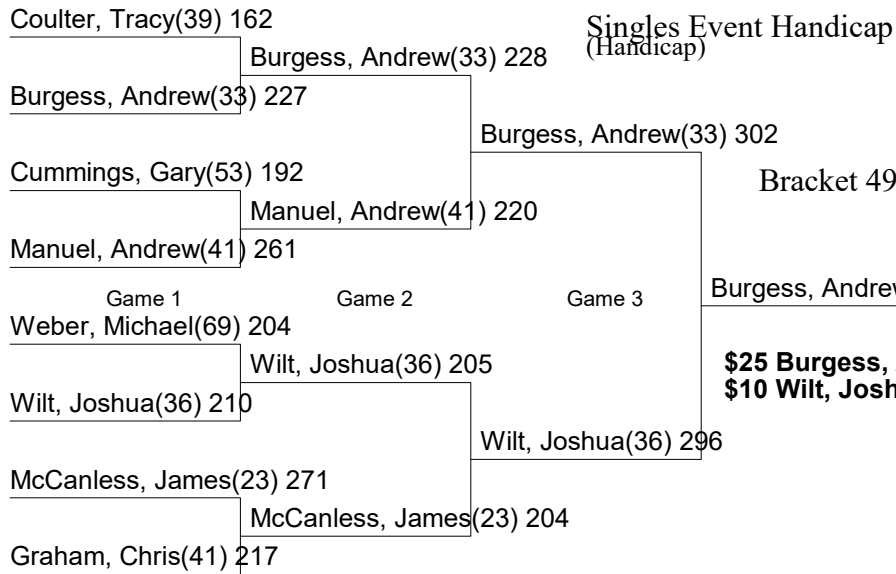 Coulter, Tracy(39) 162
Singles Event Handicap
(Handicap)
Burgess, Andrew(33) 228
Burgess, Andrew(33) 227
Burgess, Andrew(33) 302
Cummings, Gary(53) 192
Bracket 49
Manuel, Andrew(41) 220
Manuel, Andrew(41) 261
Game 1
Game 2
Game 3
Burgess, Andrew
Weber, Michael(69) 204
Wilt, Joshua(36) 205
$25 Burgess,
$10 Wilt, Josh
Wilt, Joshua(36) 210
Wilt, Joshua(36) 296
McCanless, James(23) 271
McCanless, James(23) 204
Graham, Chris(41) 217